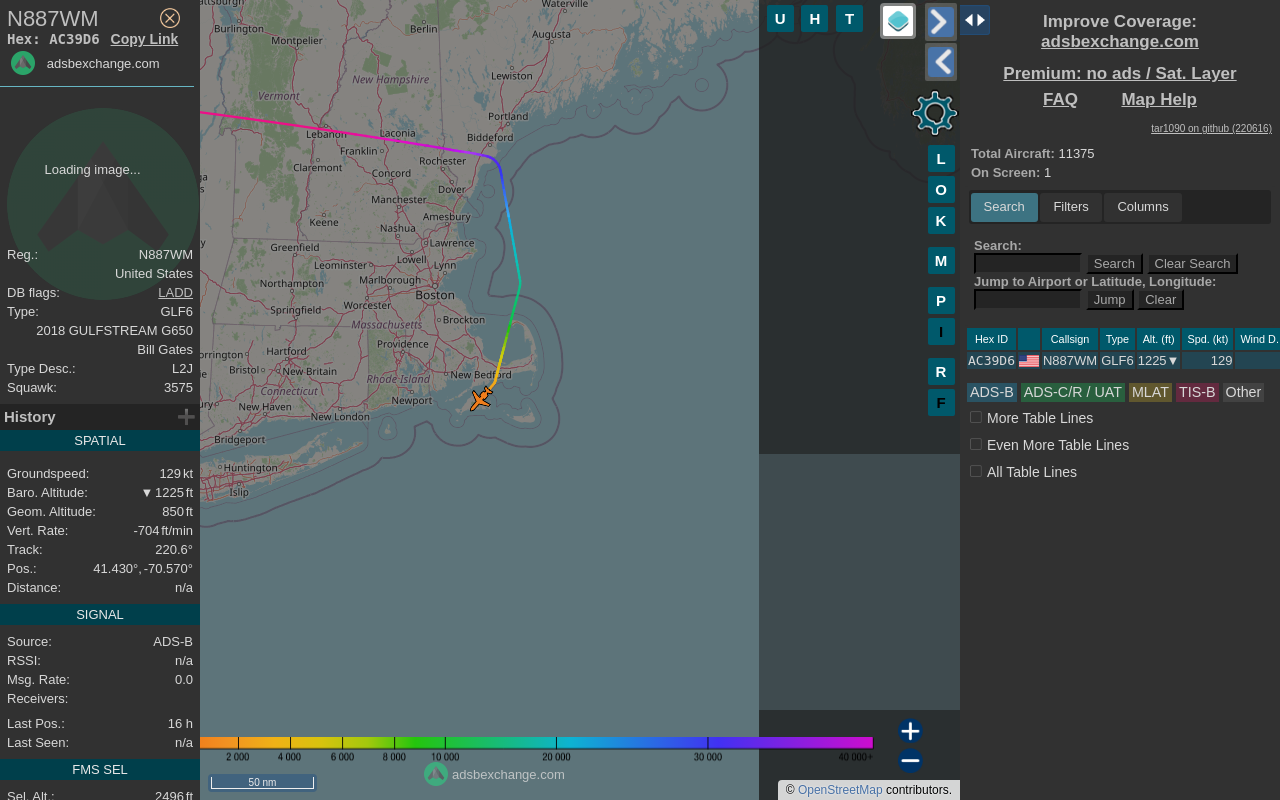 N887WM
Hex: AC39D6 Copy Link
adsbexchange.com
Loading image...
Reg.: N887WM
United States
DB flags: LADD
Type: GLF6
2018 GULFSTREAM G650
Bill Gates
Type Desc.: L2J
Squawk: 3575
History
SPATIAL
Groundspeed: 129 kt
Baro. Altitude: ▼ 1225 ft
Geom. Altitude: 850 ft
Vert. Rate: -704 ft/min
Track: 220.6°
Pos.: 41.430°, -70.570°
Distance: n/a
SIGNAL
Source: ADS-B
RSSI: n/a
Msg. Rate: 0.0
Receivers:
Last Pos.: 16 h
Last Seen: n/a
FMS SEL
Sel. Alt.: 2496 ft
Burlington
Berlin
Waterville
Montpelier
Augusta
New Hampshire
Lewiston
Vermont
Portland
Lebanon
Laconia
Biddeford
Franklin
Rochester
Claremont
Concord
Dover
Manchester
Amesbury
Keene
Nashua
Greenfield
Lawrence
Lowell
Leominster
Lynn
Northampton
Marlborough
Boston
Springfield
Worcester
Massachusetts
Brockton
Providence
Hartford
Rhode Island
Bristol
New Britain
New Bedford
Connecticut
Newport
New Haven
New London
Bridgeport
Huntington
Islip
U H T
L
O
K
M
P
I
R
F
2 000 4 000 6 000 8 000 10 000 20 000 30 000 40 000+
50 nm
adsbexchange.com
© OpenStreetMap contributors.
Improve Coverage:
adsbexchange.com
Premium: no ads / Sat. Layer
FAQ Map Help
tar1090 on github (220616)
Total Aircraft: 11375
On Screen: 1
Search Filters Columns
Search:
Search Clear Search
Jump to Airport or Latitude, Longitude:
Jump Clear
Hex ID Callsign Type Alt. (ft) Spd. (kt) Wind D.
AC39D6 N887WM GLF6 1225▼ 129
ADS-B ADS-C/R / UAT MLAT TIS-B Other
More Table Lines
Even More Table Lines
All Table Lines